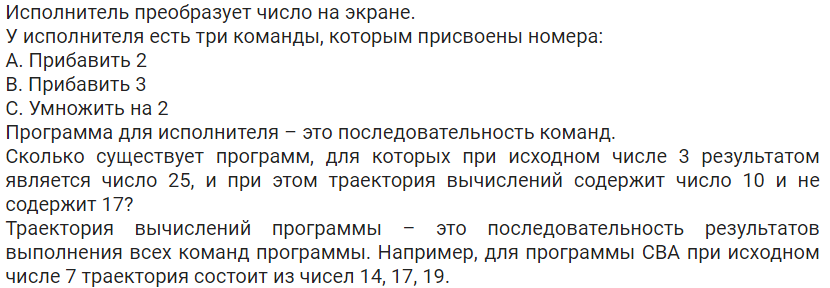 Исполнитель преобразует число на экране.
У исполнителя есть три команды, которым присвоены номера:
A. Прибавить 2
B. Прибавить 3
C. Умножить на 2
Программа для исполнителя – это последовательность команд.
Сколько существует программ, для которых при исходном числе 3 результатом
является число 25, и при этом траектория вычислений содержит число 10 и не
содержит 17?
Траектория вычислений программы – это последовательность результатов
выполнения всех команд программы. Например, для программы CBA при исходном
числе 7 траектория состоит из чисел 14, 17, 19.